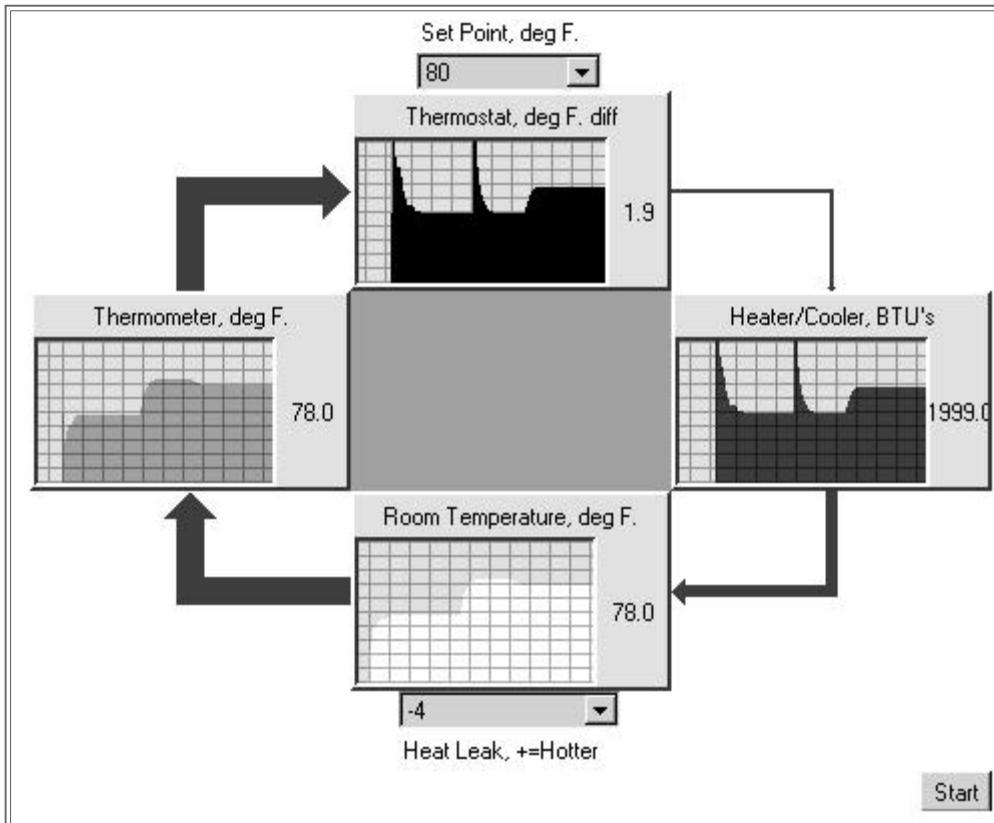 Set Point, deg F.
80
Thermostat, deg F. diff
1.9
Thermometer, deg F.
78.0
Heater/Cooler, BTU's
1999.0
Room Temperature, deg F.
78.0
-4
Heat Leak, +=Hotter
Start